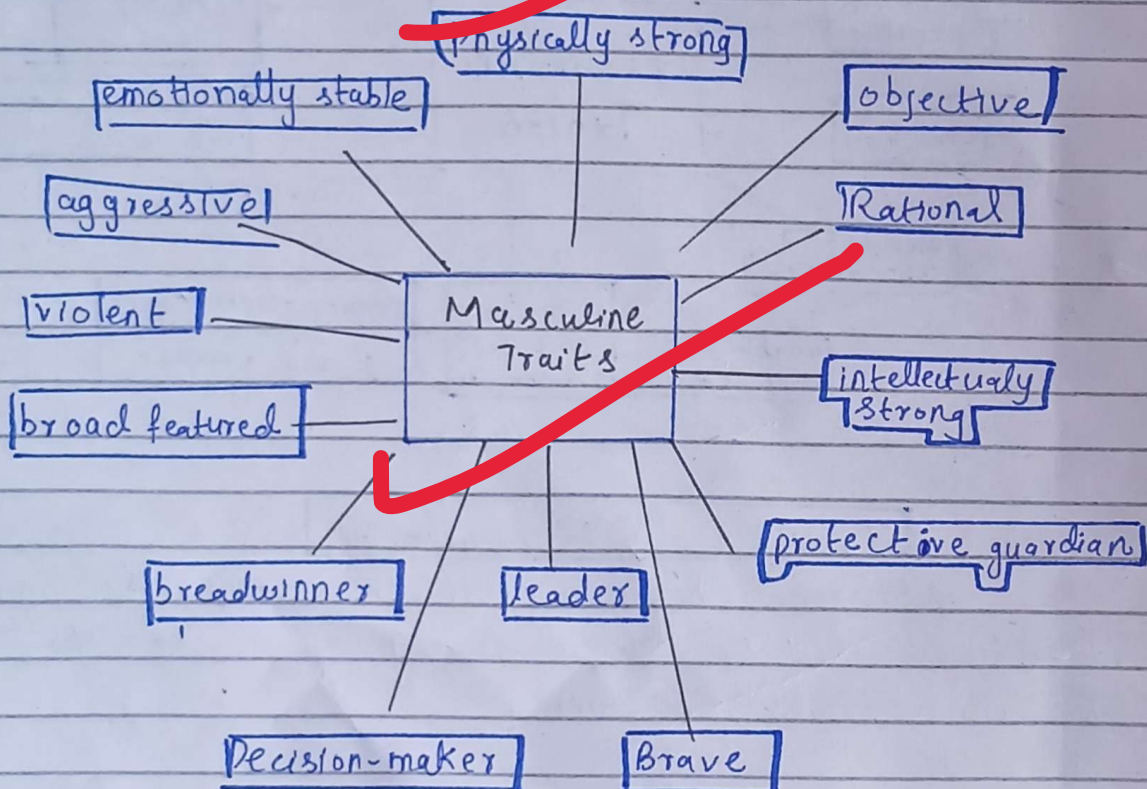 Physically strong
emotionally stable
objective
aggressive
Rational
violent
Masculine
Traits
intellectualy
strong
broad featured
protective guardian
breadwinner
leader
Decision-maker
Brave